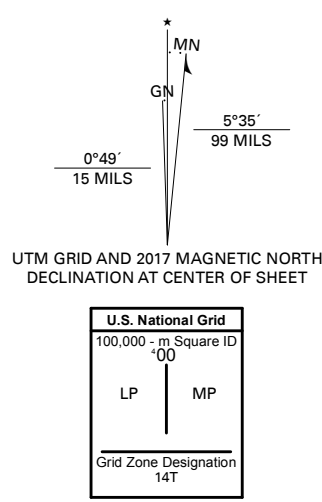 ★
MN
GN
5°35´
99 MILS
0°49´
15 MILS
UTM GRID AND 2017 MAGNETIC NORTH
DECLINATION AT CENTER OF SHEET
U.S. National Grid
100,000 - m Square ID
⁴00
LP MP
Grid Zone Designation
14T